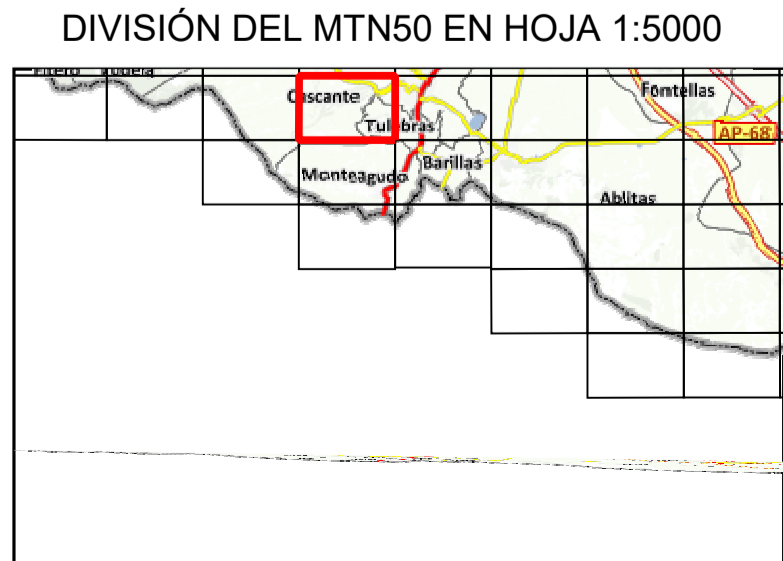 DIVISIÓN DEL MTN50 EN HOJA 1:5000
Cascante
Fontellas
Tulebras
AP-68
Barillas
Monteagudo
Ablitas